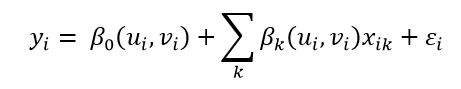 yᵢ = β₀(uᵢ, vᵢ) + ∑ₖ βₖ(uᵢ, vᵢ)xᵢₖ + εᵢ